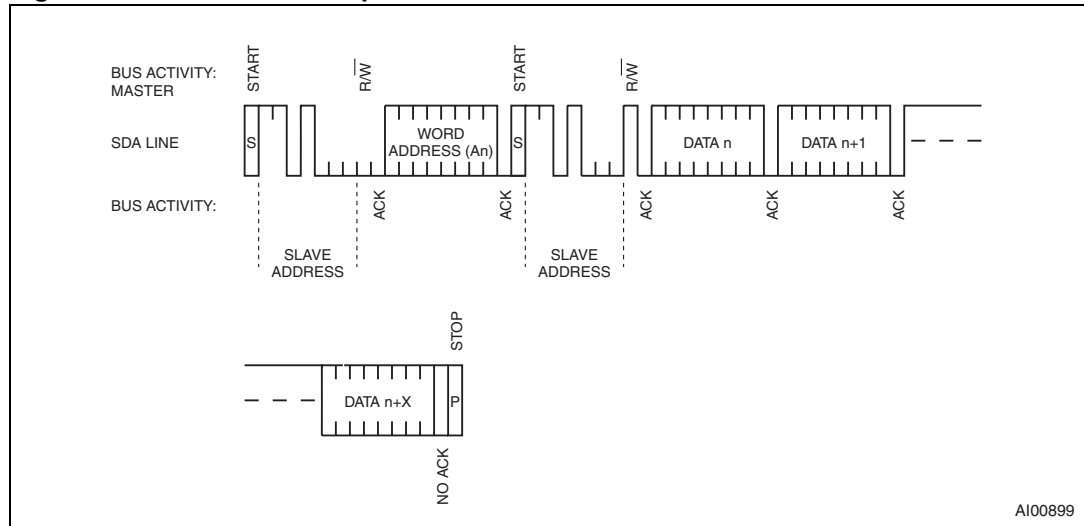 BUS ACTIVITY:
MASTER
START
R/W
START
R/W
SDA LINE
S
WORD
ADDRESS (An)
S
DATA n
DATA n+1
BUS ACTIVITY:
ACK
ACK
ACK
ACK
ACK
SLAVE
ADDRESS
SLAVE
ADDRESS
STOP
DATA n+X
P
NO ACK
AI00899